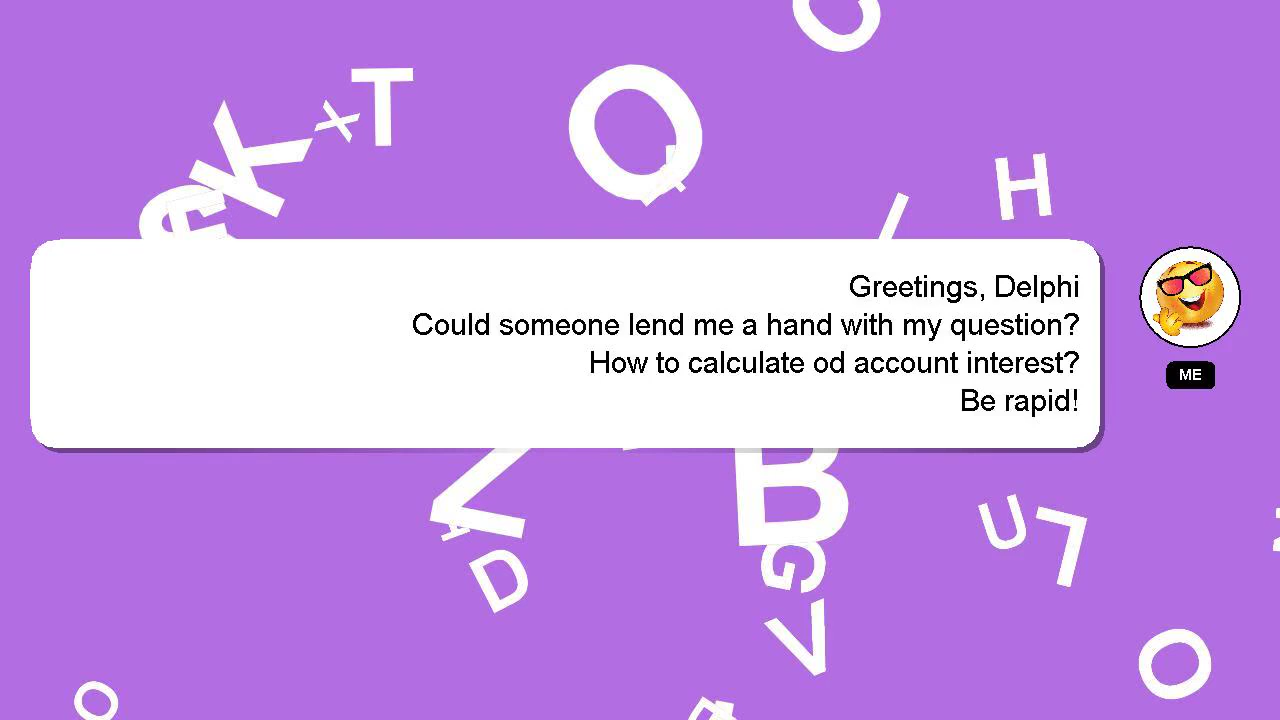 Greetings, Delphi
Could someone lend me a hand with my question?
How to calculate od account interest?
Be rapid!
ME